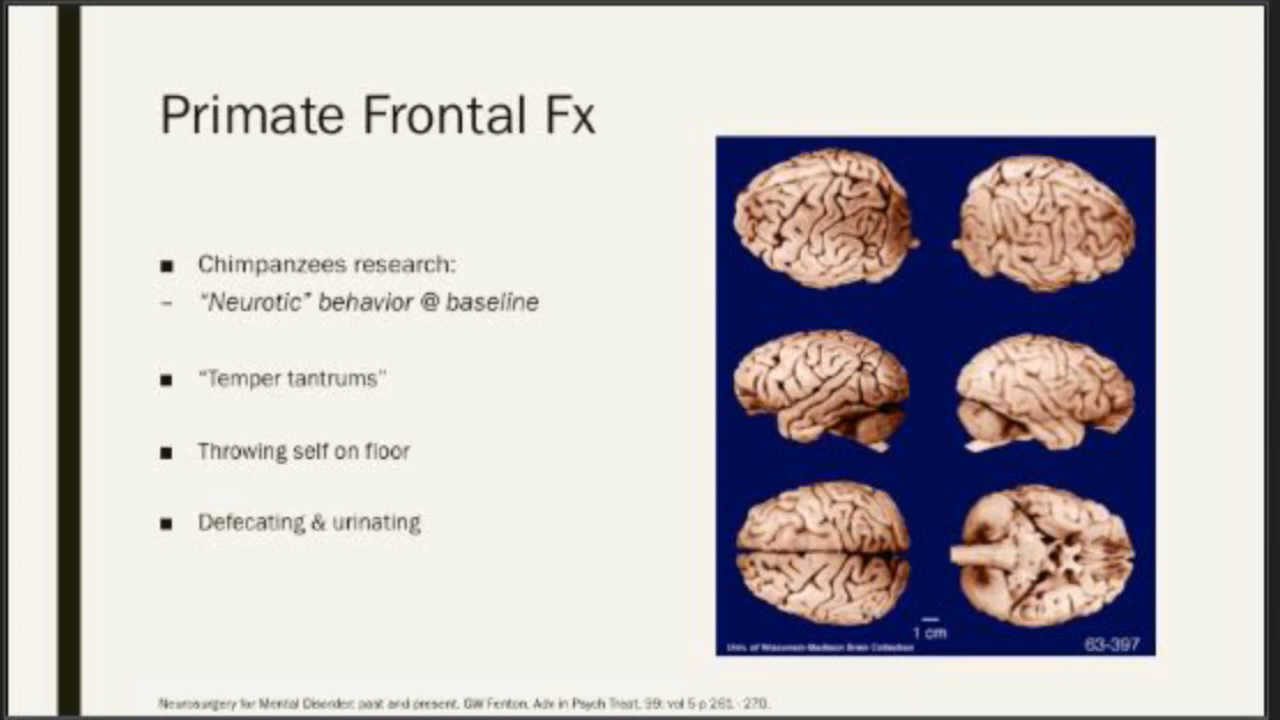 Primate Frontal Fx
■ Chimpanzees research:
– "Neurotic" behavior @ baseline
■ "Temper tantrums"
■ Throwing self on floor
■ Defecating & urinating
1 cm
Univ. of Wisconsin-Madison Brain Collection
63-397
Neurosurgery for Mental Disorder: past and present. GW Fenton. Adv in Psych Treat. 99: vol 5 p 261 - 270.